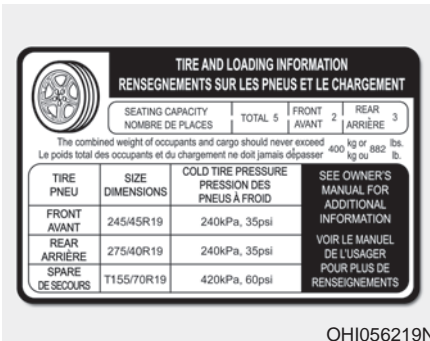 TIRE AND LOADING INFORMATION
RENSEIGNEMENTS SUR LES PNEUS ET LE CHARGEMENT
SEATING CAPACITY
NOMBRE DE PLACES
TOTAL 5
FRONT
AVANT
2
REAR
ARRIÈRE
3
The combined weight of occupants and cargo should never exceed 400 kg or 882 lbs.
Le poids total des occupants et du chargement ne doit jamais dépasser kg ou lb.
TIRE
PNEU
SIZE
DIMENSIONS
COLD TIRE PRESSURE
PRESSION DES
PNEUS À FROID
FRONT
AVANT
245/45R19
240kPa, 35psi
REAR
ARRIÈRE
275/40R19
240kPa, 35psi
SPARE
DE SECOURS
T155/70R19
420kPa, 60psi
SEE OWNER'S
MANUAL FOR
ADDITIONAL
INFORMATION
VOIR LE MANUEL
DE L'USAGER
POUR PLUS DE
RENSEIGNEMENTS
OHI056219N